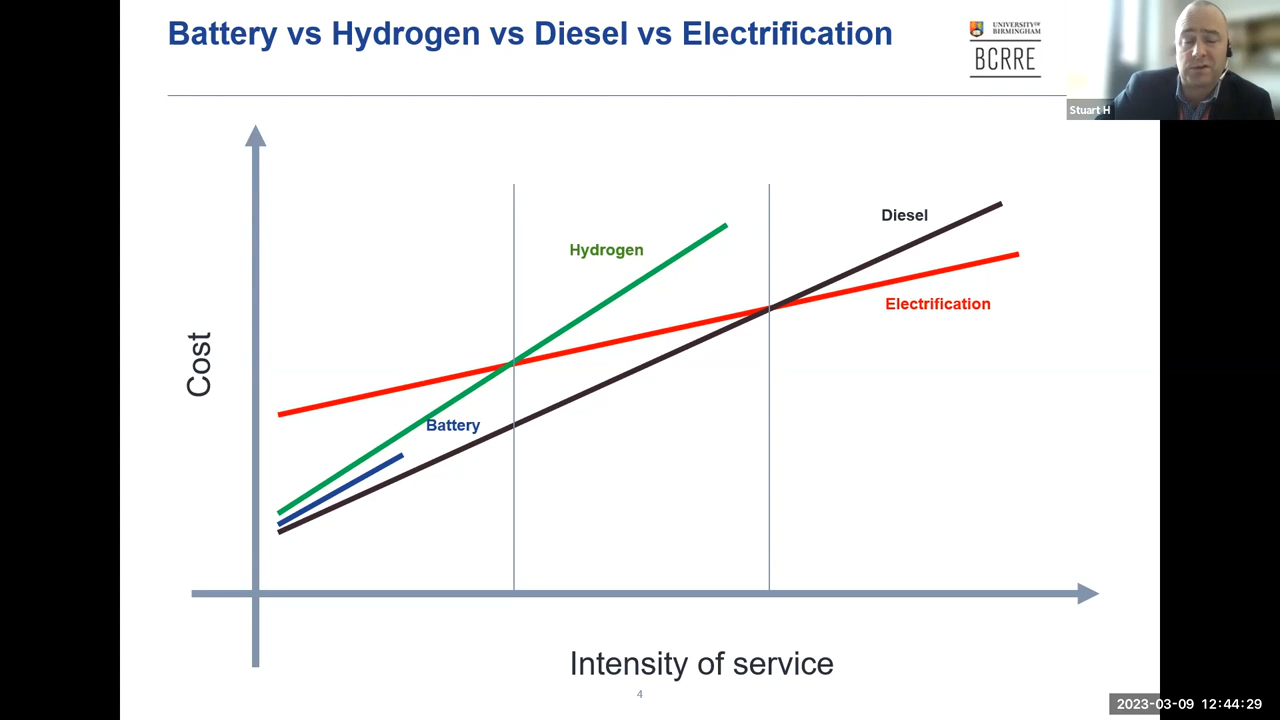 Battery vs Hydrogen vs Diesel vs Electrification
UNIVERSITY OF
BIRMINGHAM
BCRRE
Stuart H
Diesel
Hydrogen
Electrification
Cost
Battery
Intensity of service
4
2023-03-09 12:44:29